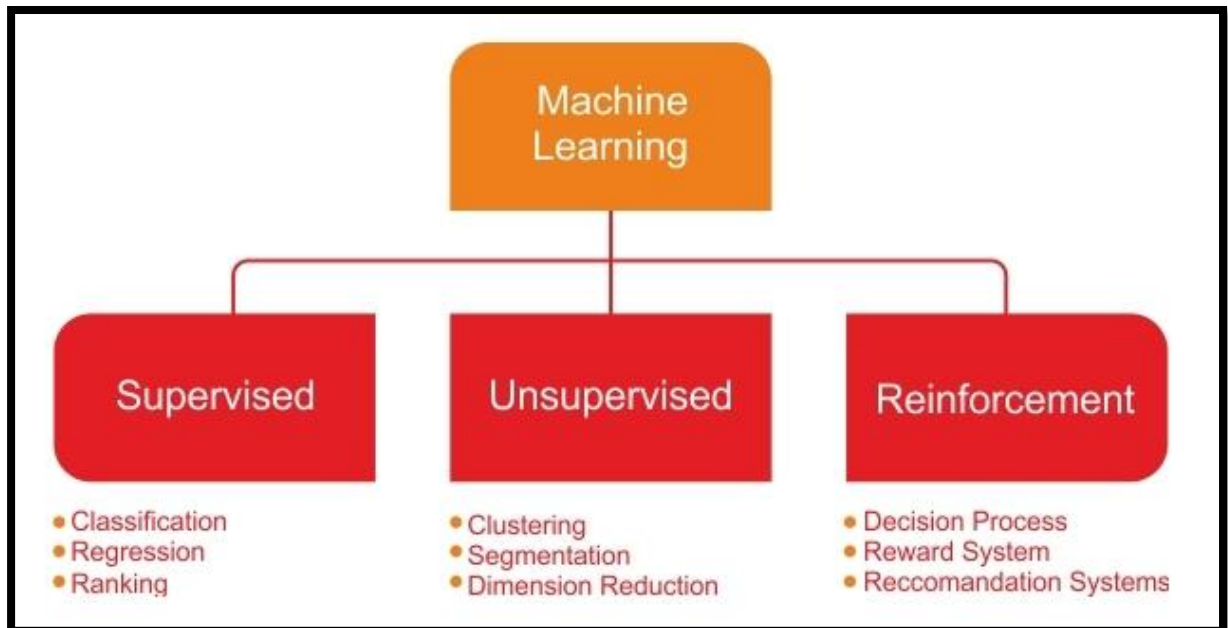 Machine
Learning
Supervised
Unsupervised
Reinforcement
Classification
Regression
Ranking
Clustering
Segmentation
Dimension Reduction
Decision Process
Reward System
Reccomandation Systems